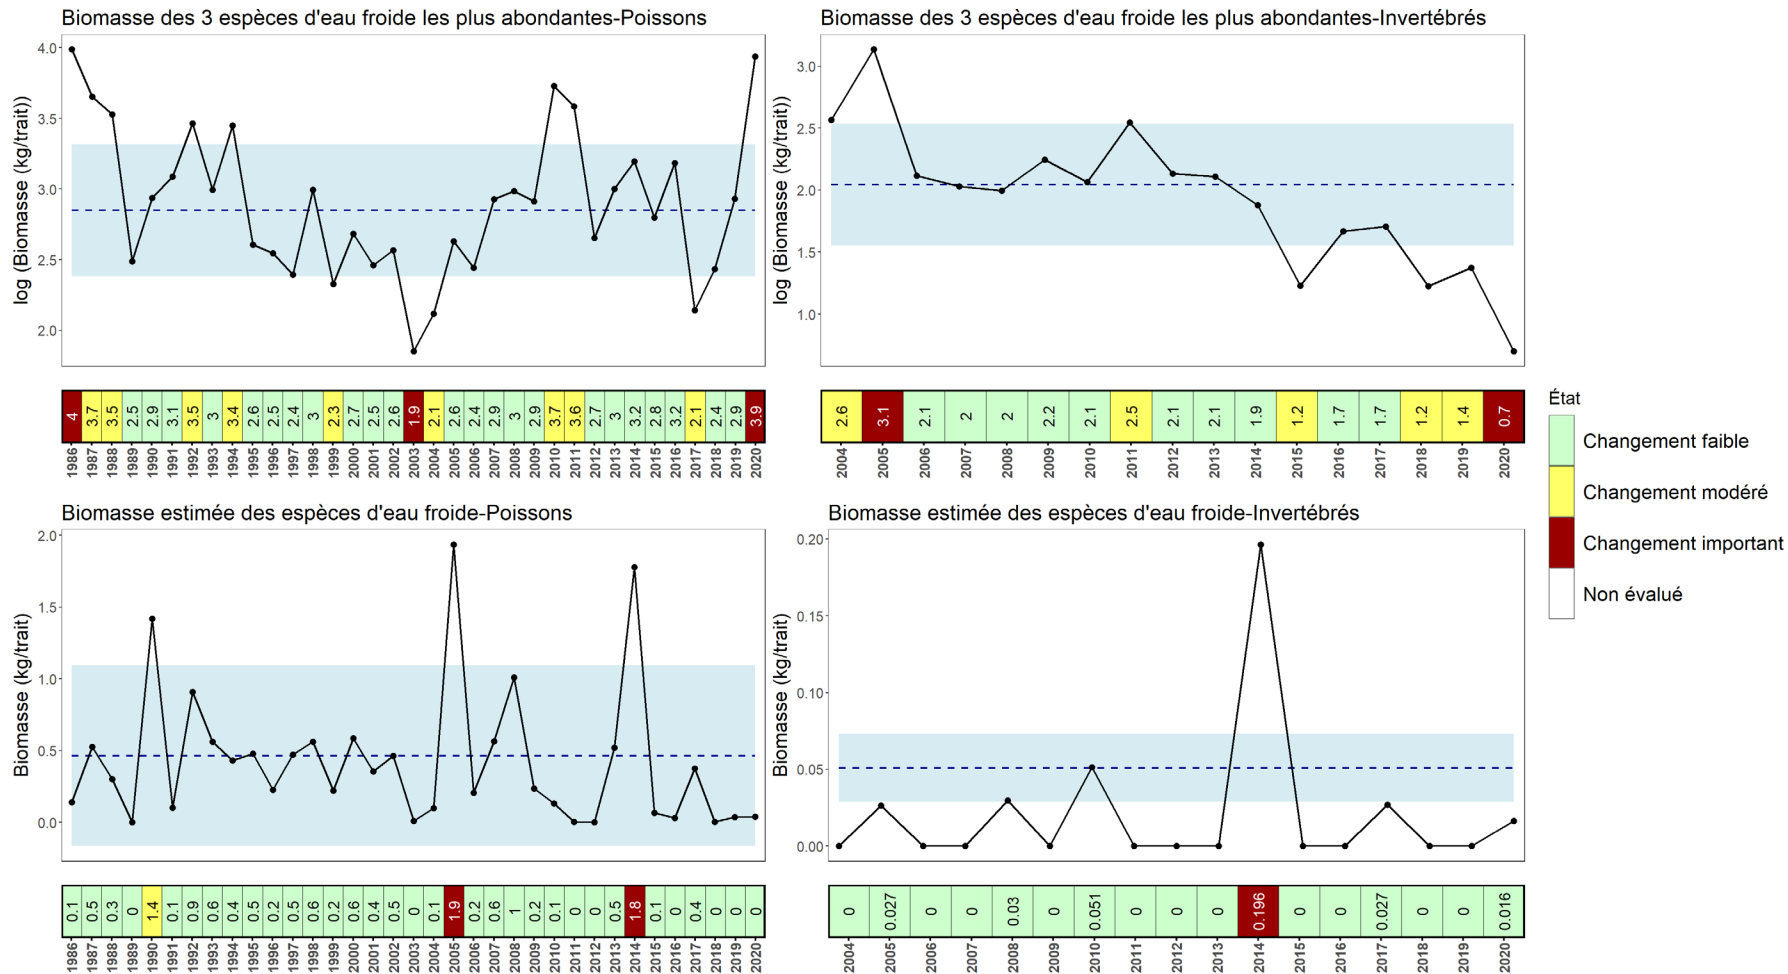 Biomasse des 3 espèces d'eau froide les plus abondantes-Poissons
log (Biomasse (kg/trait))
4.0
3.5
3.0
2.5
2.0
4 3.7 3.5 2.5 2.9 3.1 3.5 3 3.4 2.6 2.5 2.4 3 2.3 2.7 2.5 2.6 1.9 2.1 2.6 2.4 2.9 3 2.9 3.7 3.6 2.7 3 3.2 2.8 3.2 2.1 2.4 2.9 3.9
1986 1987 1988 1989 1990 1991 1992 1993 1994 1995 1996 1997 1998 1999 2000 2001 2002 2003 2004 2005 2006 2007 2008 2009 2010 2011 2012 2013 2014 2015 2016 2017 2018 2019 2020
Biomasse des 3 espèces d'eau froide les plus abondantes-Invertébrés
log (Biomasse (kg/trait))
3.0
2.5
2.0
1.5
1.0
2.6 3.1 2.1 2 2 2.2 2.1 2.5 2.1 2.1 1.9 1.2 1.7 1.7 1.2 1.4 0.7
2004 2005 2006 2007 2008 2009 2010 2011 2012 2013 2014 2015 2016 2017 2018 2019 2020
État
Changement faible
Changement modéré
Changement important
Non évalué
Biomasse estimée des espèces d'eau froide-Poissons
Biomasse (kg/trait)
2.0
1.5
1.0
0.5
0.0
0.1 0.5 0.3 0 1.4 0.1 0.9 0.6 0.4 0.5 0.2 0.5 0.6 0.2 0.6 0.4 0.5 0 0.1 1.9 0.2 0.6 1 0.2 0.1 0 0 0.5 1.8 0.1 0 0.4 0 0 0
1986 1987 1988 1989 1990 1991 1992 1993 1994 1995 1996 1997 1998 1999 2000 2001 2002 2003 2004 2005 2006 2007 2008 2009 2010 2011 2012 2013 2014 2015 2016 2017 2018 2019 2020
Biomasse estimée des espèces d'eau froide-Invertébrés
Biomasse (kg/trait)
0.20
0.15
0.10
0.05
0.00
0 0.027 0 0 0.03 0 0.051 0 0 0 0.196 0 0 0.027 0 0 0.016
2004 2005 2006 2007 2008 2009 2010 2011 2012 2013 2014 2015 2016 2017 2018 2019 2020